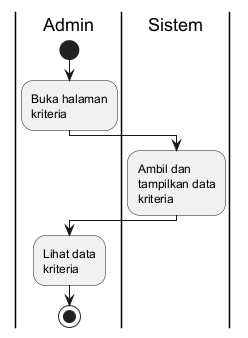 Admin
Sistem
Buka halaman
kriteria
Ambil dan
tampilkan data
kriteria
Lihat data
kriteria